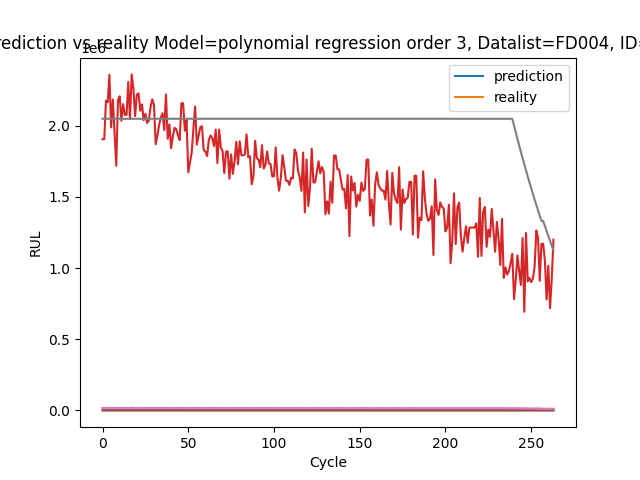 rediction vs reality Model=polynomial regression order 3, Datalist=FD004, ID=
1e6
prediction
reality
2.0
1.5
1.0
0.5
0.0
RUL
0 50 100 150 200 250
Cycle